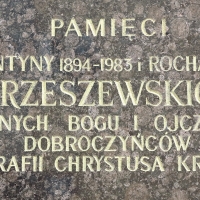 PAMIĘCI
NTYNY 1894-1983 i ROCHA
RZESZEWSKIC
NYCH BOGU I OJCZ
DOBROCZYŃCÓW
RAFII CHRYSTUSA KR